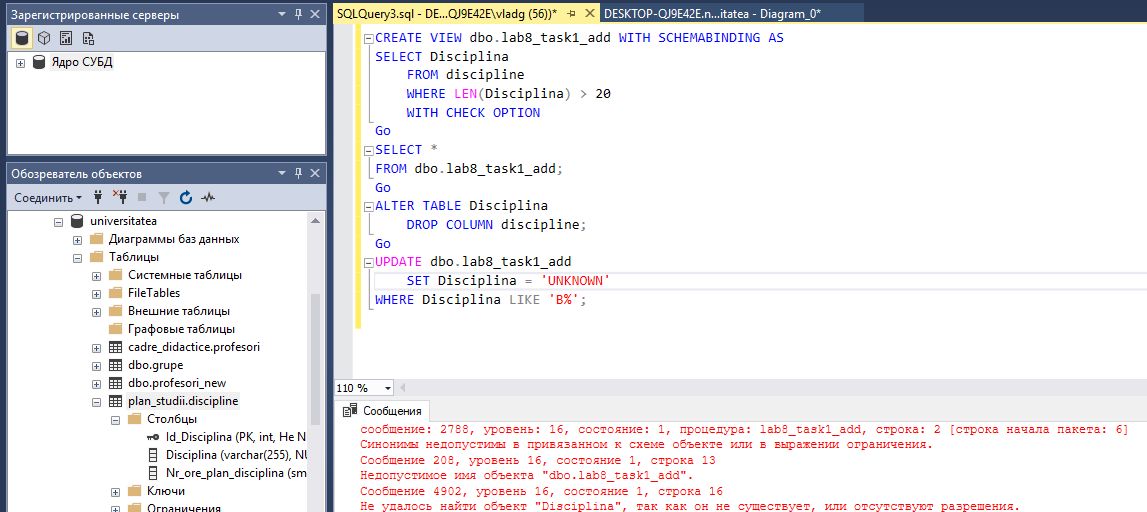 Зарегистрированные серверы
Ядро СУБД
Обозреватель объектов
Соединить
universitatea
Диаграммы баз данных
Таблицы
Системные таблицы
FileTables
Внешние таблицы
Графовые таблицы
cadre_didactice.profesori
dbo.grupe
dbo.profesori_new
plan_studii.discipline
Столбцы
Id_Disciplina (PK, int, Не N
Disciplina (varchar(255), NU
Nr_ore_plan_disciplina (sm
Ключи
Ограничения
SQLQuery3.sql - DE...QJ9E42E\vladg (56))*
DESKTOP-QJ9E42E.n...itatea - Diagram_0*
CREATE VIEW dbo.lab8_task1_add WITH SCHEMABINDING AS
SELECT Disciplina
FROM discipline
WHERE LEN(Disciplina) > 20
WITH CHECK OPTION
Go
SELECT *
FROM dbo.lab8_task1_add;
Go
ALTER TABLE Disciplina
DROP COLUMN discipline;
Go
UPDATE dbo.lab8_task1_add
SET Disciplina = 'UNKNOWN'
WHERE Disciplina LIKE 'B%';
110 %
Сообщения
сообщение: 2788, уровень: 16, состояние: 1, процедура: lab8_task1_add, строка: 2 [строка начала пакета: 6]
Синонимы недопустимы в привязанном к схеме объекте или в выражении ограничения.
Сообщение 208, уровень 16, состояние 1, строка 13
Недопустимое имя объекта "dbo.lab8_task1_add".
Сообщение 4902, уровень 16, состояние 1, строка 16
Не удалось найти объект "Disciplina", так как он не существует, или отсутствуют разрешения.